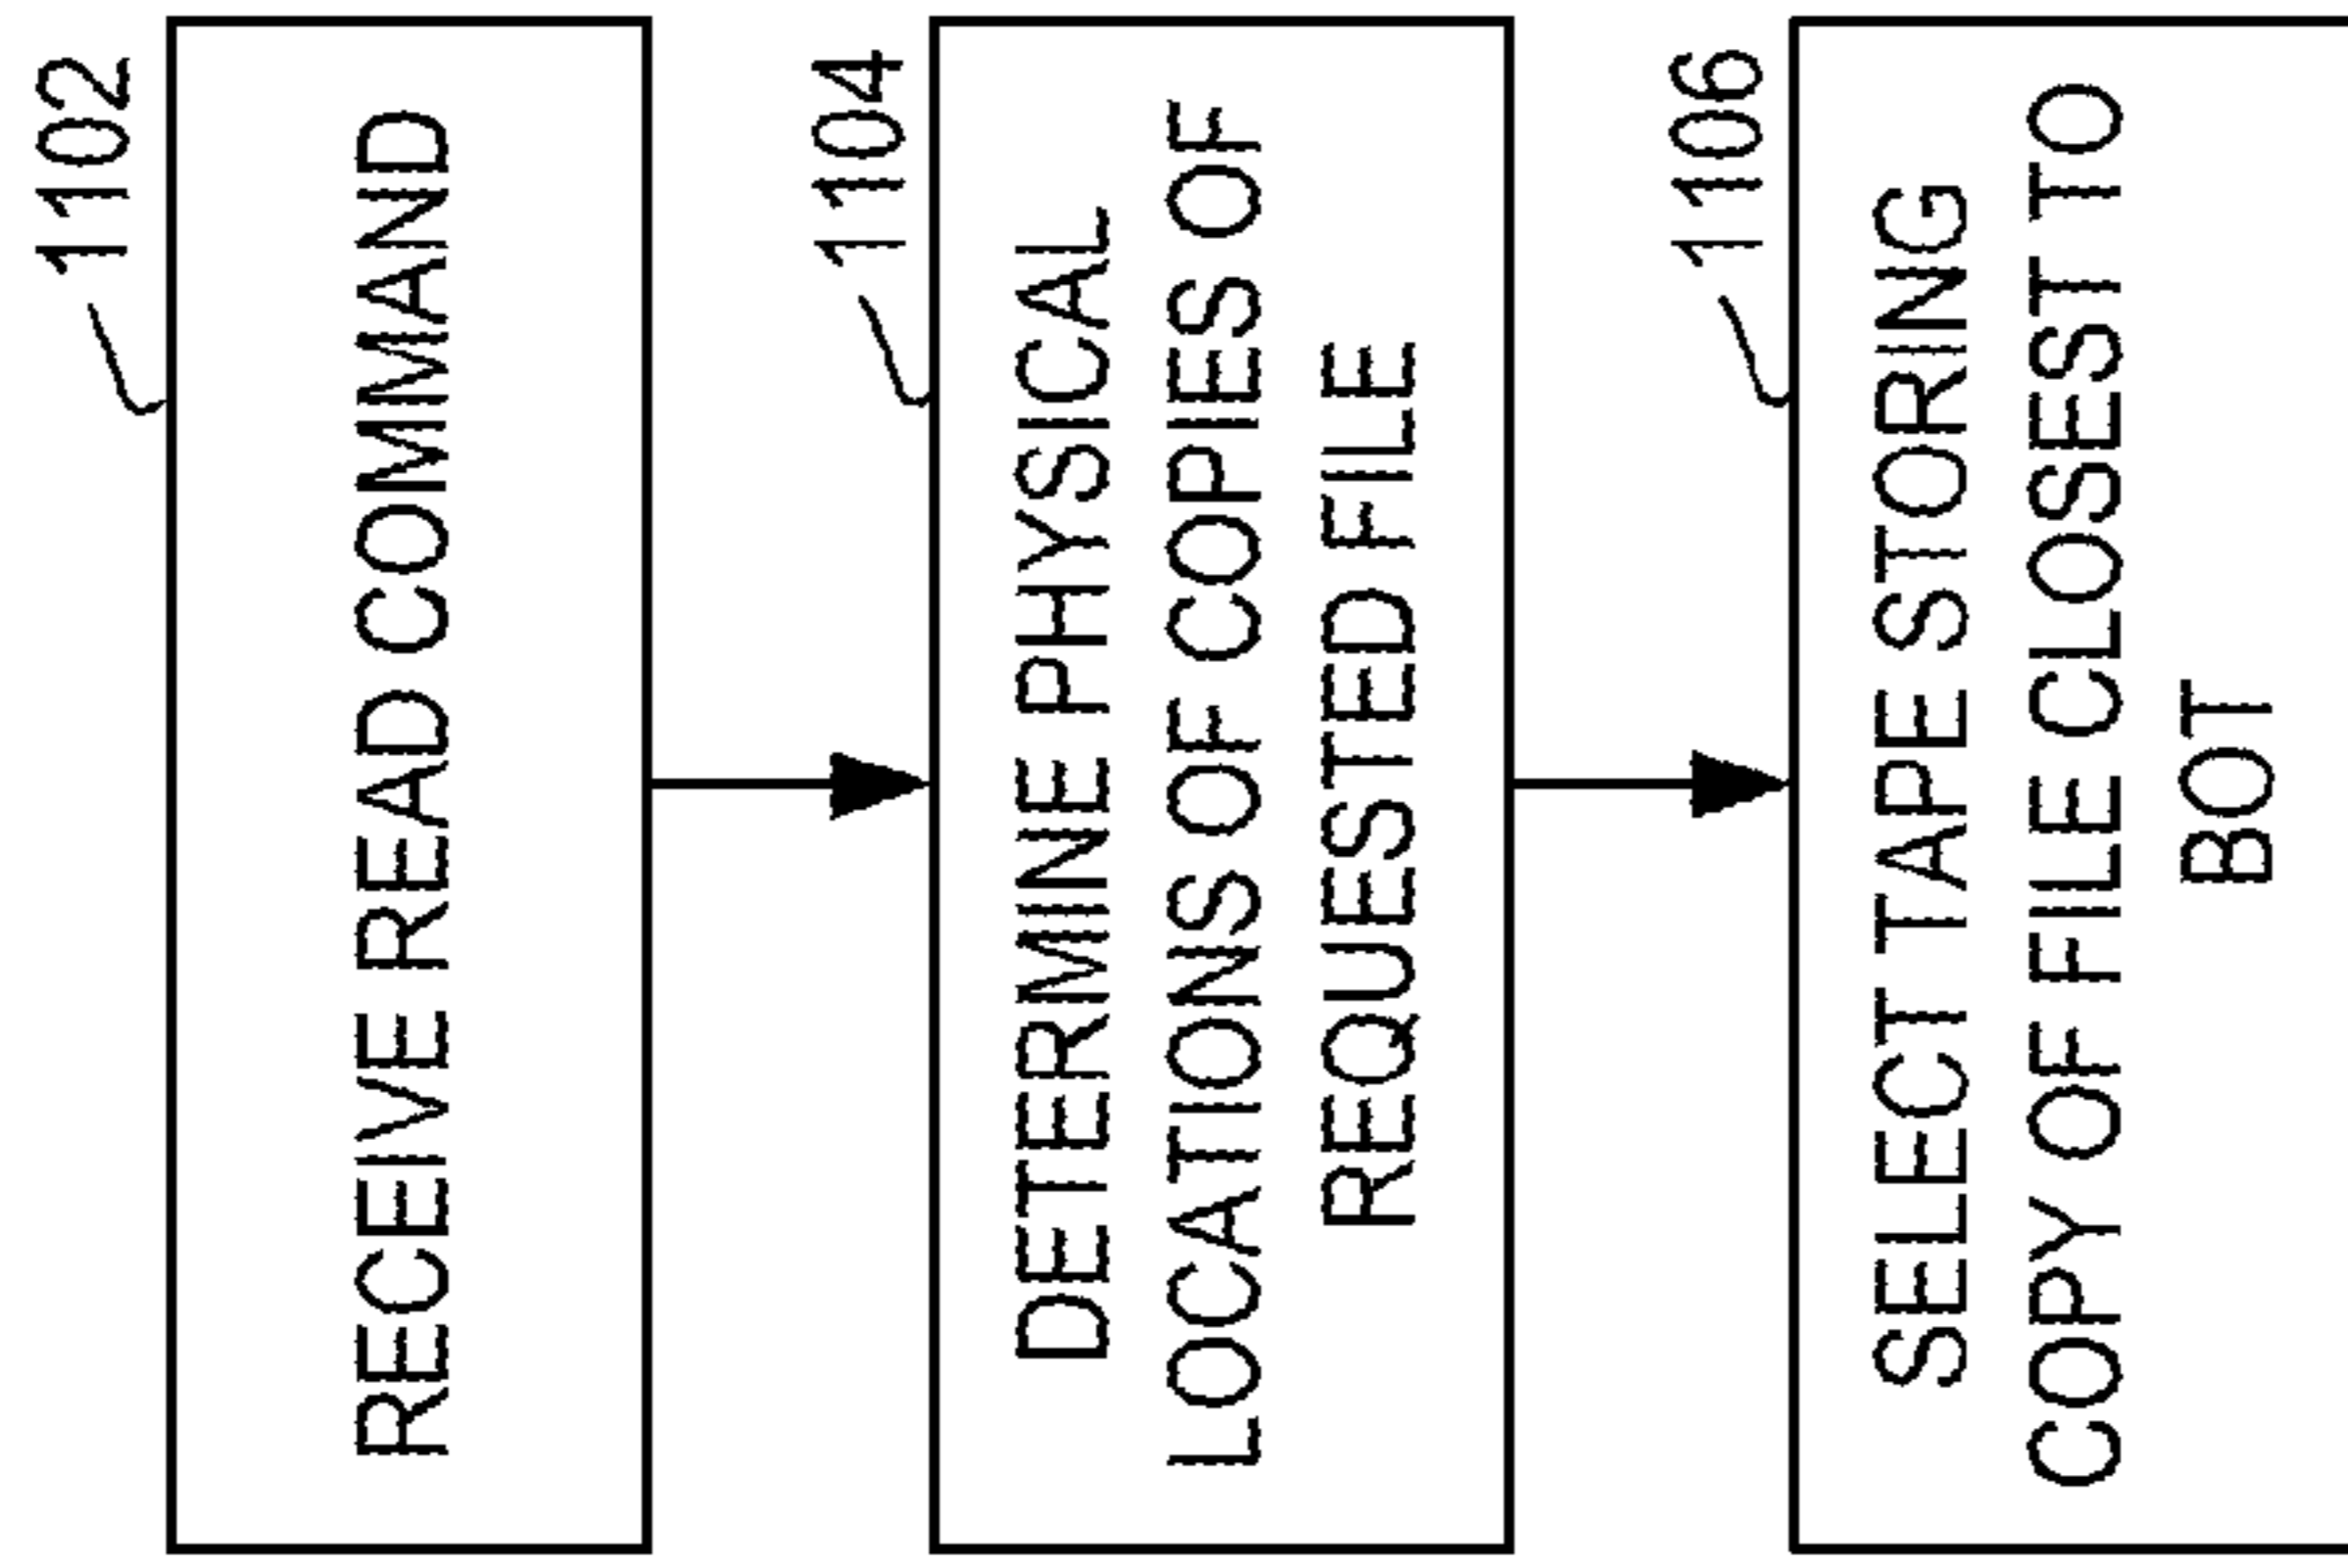 1102
RECEIVE READ COMMAND
1104
DETERMINE PHYSICAL
LOCATIONS OF COPIES OF
REQUESTED FILE
1106
SELECT TAPE STORING
COPY OF FILE CLOSEST TO
BOT